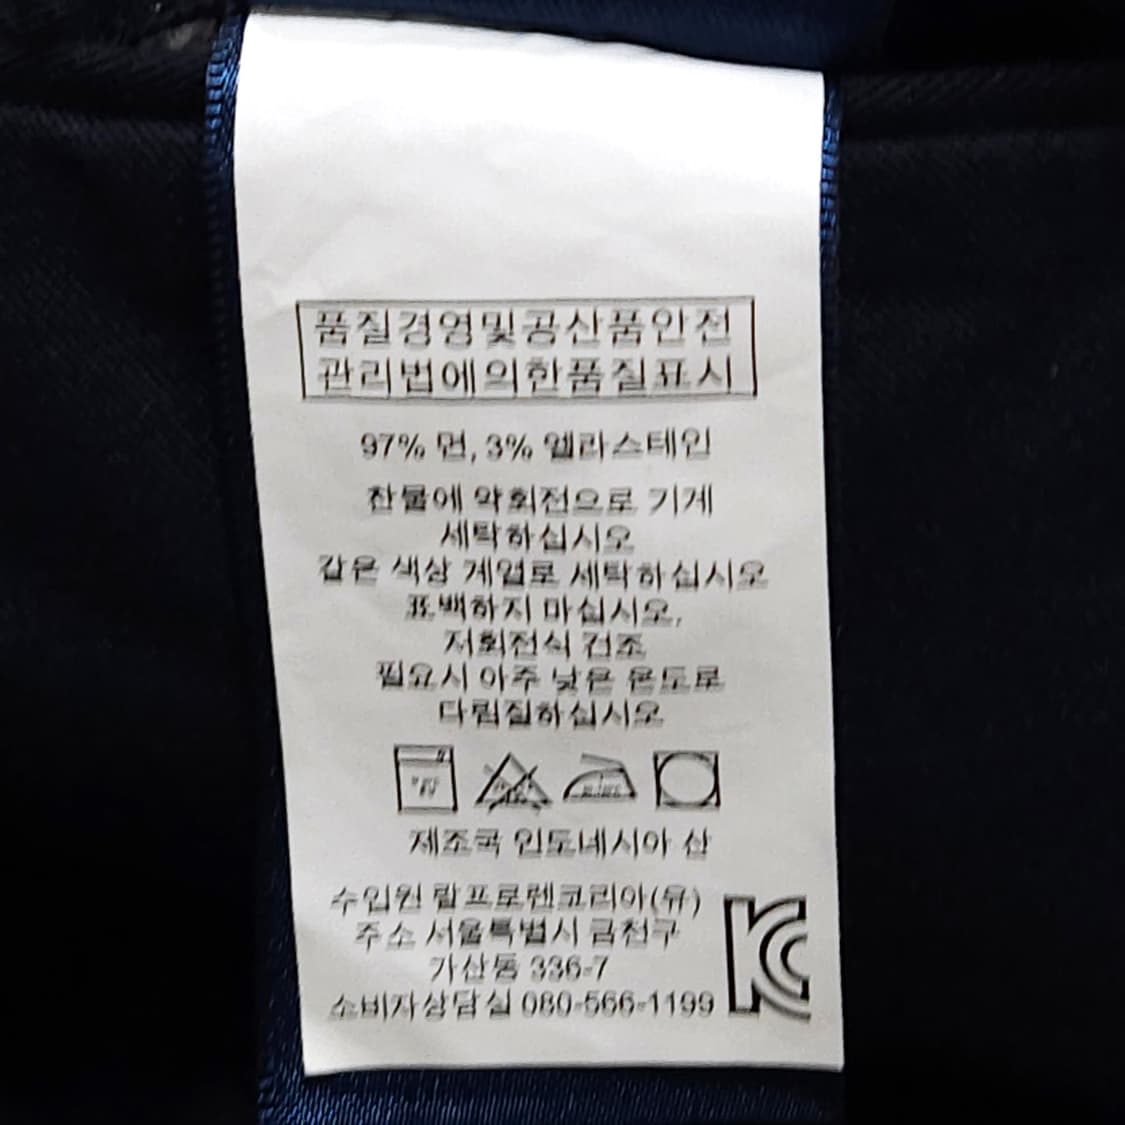 품질경영및공산품안전
관리법에의한품질표시
97% 면, 3% 엘라스테인
찬물에 약회전으로 기계
세탁하십시오
같은 색상 계열로 세탁하십시오
표백하지 마십시오.
저회전식 건조
필요시 아주 낮은 온도로
다림질하십시오
제조국 인도네시아 산
수입원 랄프로렌코리아(유)
주소 서울특별시 금천구
가산동 336-7
소비자상담실 080-566-1199
KC